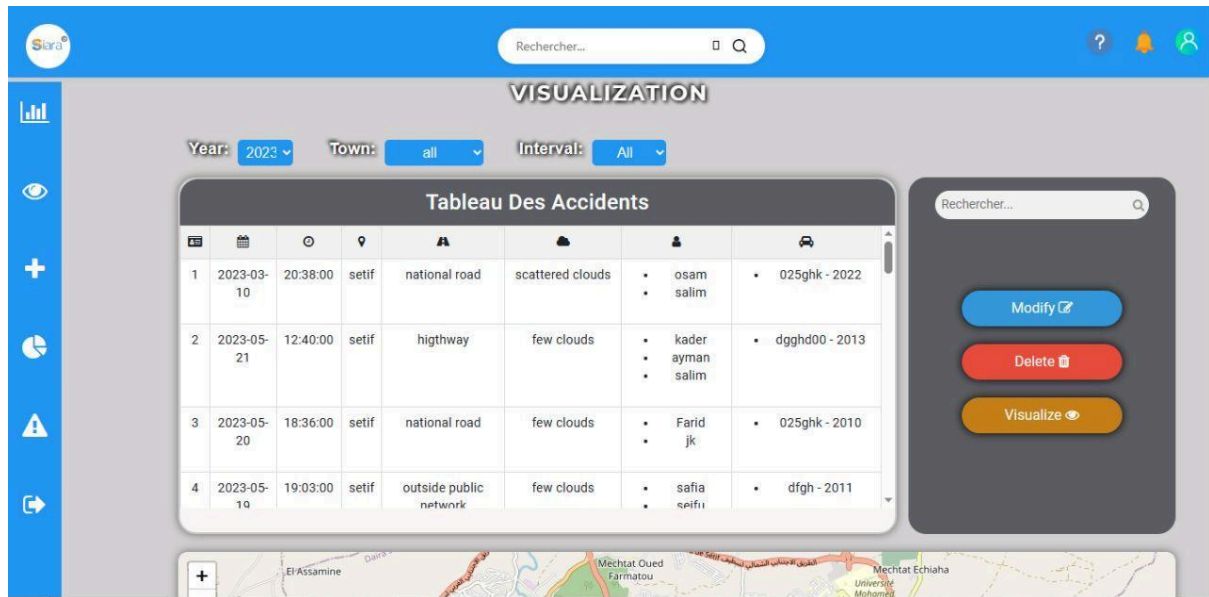 Siara
Rechercher...
?
VISUALIZATION
Year: 2023 Town: all Interval: All
Tableau Des Accidents
1 2023-03-10 20:38:00 setif national road scattered clouds • osam • salim • 025ghk - 2022
2 2023-05-21 12:40:00 setif higthway few clouds • kader • ayman • salim • dgghd00 - 2013
3 2023-05-20 18:36:00 setif national road few clouds • Farid • jk • 025ghk - 2010
4 2023-05-19 19:03:00 setif outside public network few clouds • safia • seifu • dfgh - 2011
Rechercher...
Modify
Delete
Visualize
+
El Assamine
Daira
Mechtat Oued
Farmatou
Mechtat Echiaha
Université
Mohamed